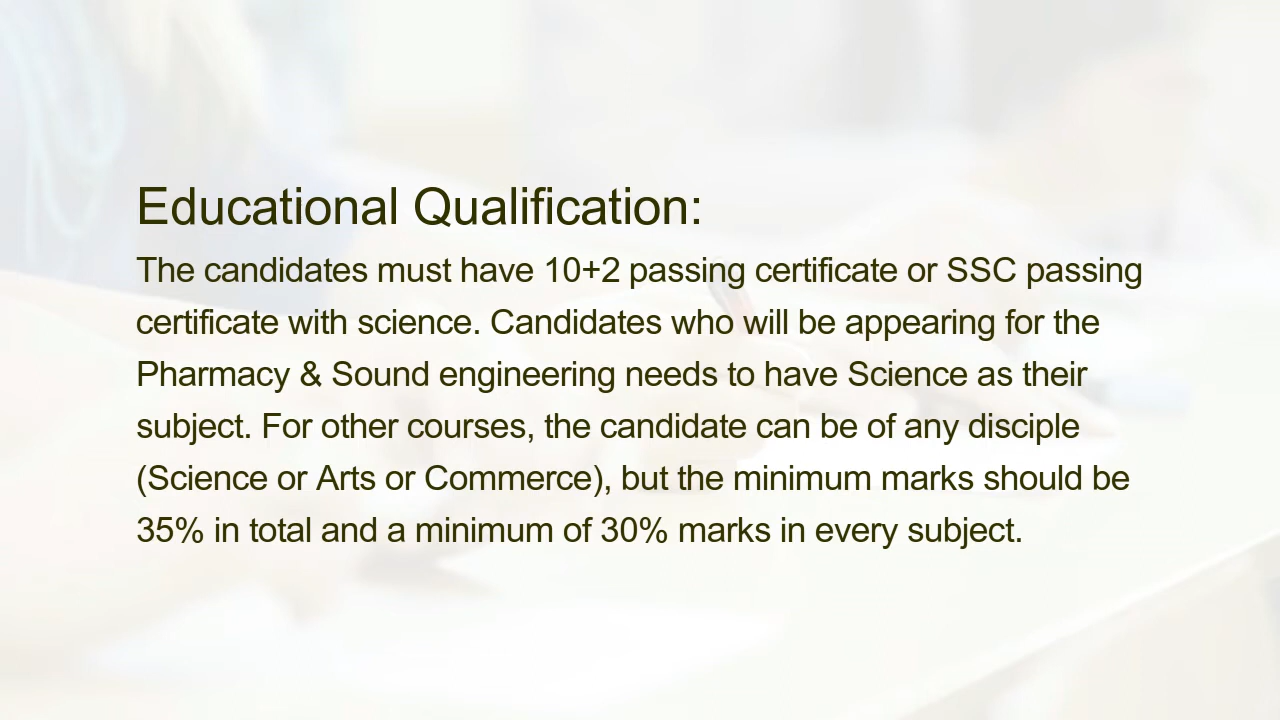 Educational Qualification:
The candidates must have 10+2 passing certificate or SSC passing
certificate with science. Candidates who will be appearing for the
Pharmacy & Sound engineering needs to have Science as their
subject. For other courses, the candidate can be of any disciple
(Science or Arts or Commerce), but the minimum marks should be
35% in total and a minimum of 30% marks in every subject.